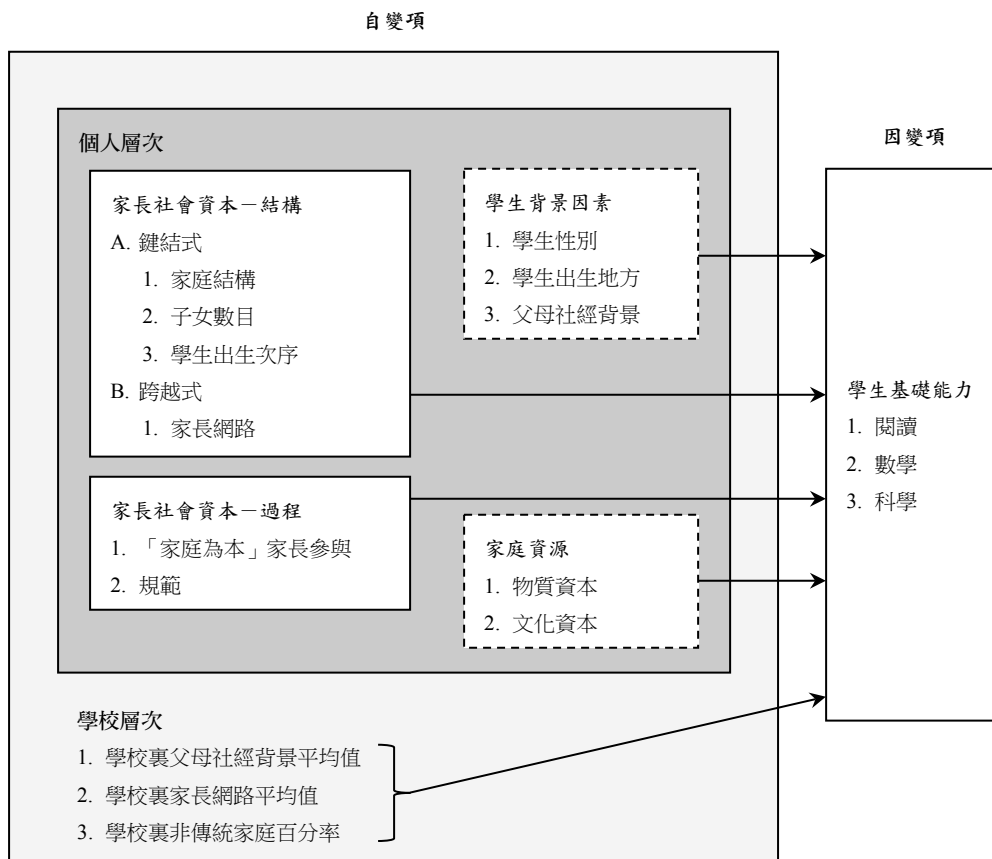 自變項
個人層次
家長社會資本－結構
A. 鍵結式
1. 家庭結構
2. 子女數目
3. 學生出生次序
B. 跨越式
1. 家長網路
家長社會資本－過程
1. 「家庭為本」家長參與
2. 規範
學生背景因素
1. 學生性別
2. 學生出生地方
3. 父母社經背景
家庭資源
1. 物質資本
2. 文化資本
學校層次
1. 學校裏父母社經背景平均值
2. 學校裏家長網路平均值
3. 學校裏非傳統家庭百分率
因變項
學生基礎能力
1. 閱讀
2. 數學
3. 科學